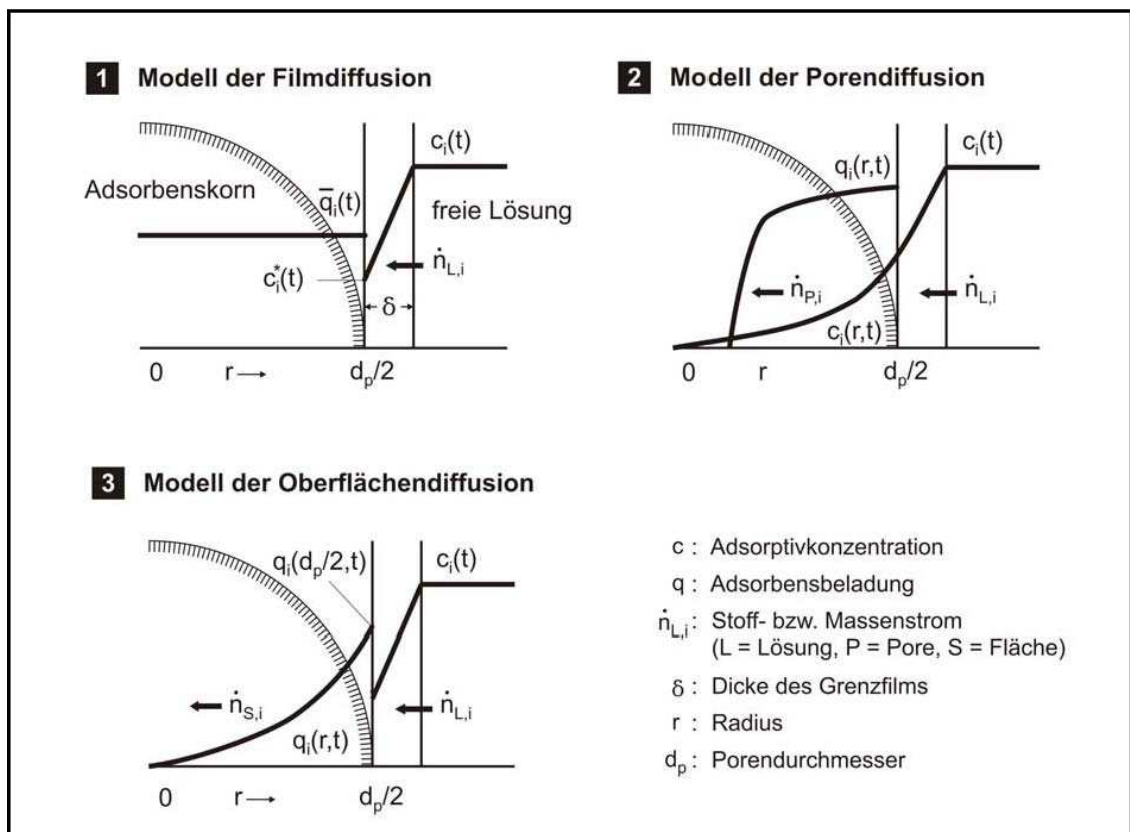 1 Modell der Filmdiffusion
Adsorbenskorn
q̅ᵢ(t)
cᵢ(t)
freie Lösung
c*ᵢ(t)
ṅL,i
δ
0 r→ dₚ/2
2 Modell der Porendiffusion
qᵢ(r,t)
cᵢ(t)
ṅP,i
ṅL,i
cᵢ(r,t)
0 r dₚ/2
3 Modell der Oberflächendiffusion
qᵢ(dₚ/2,t)
cᵢ(t)
ṅS,i
ṅL,i
qᵢ(r,t)
0 r→ dₚ/2
c : Adsorptivkonzentration
q : Adsorbensbeladung
ṅL,i : Stoff- bzw. Massenstrom
(L = Lösung, P = Pore, S = Fläche)
δ : Dicke des Grenzfilms
r : Radius
dₚ : Porendurchmesser